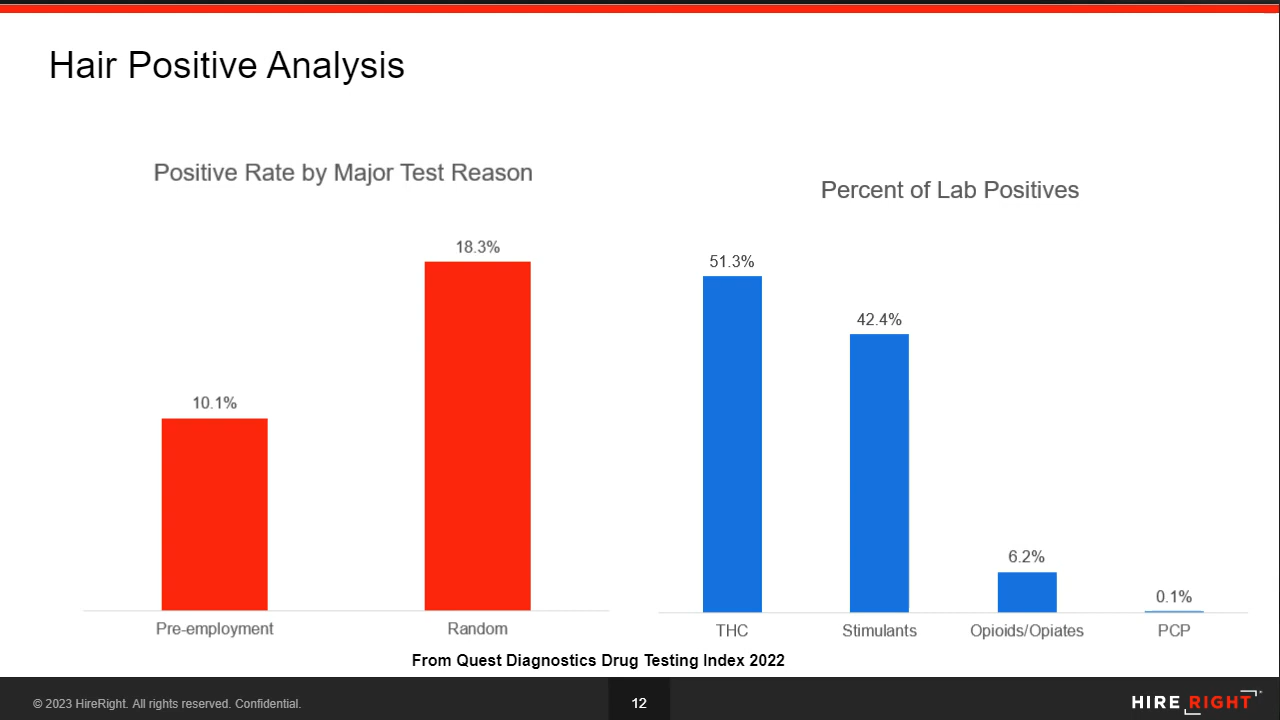 Hair Positive Analysis
Positive Rate by Major Test Reason
18.3%
10.1%
Pre-employment
Random
Percent of Lab Positives
51.3%
42.4%
6.2%
0.1%
THC
Stimulants
Opioids/Opiates
PCP
From Quest Diagnostics Drug Testing Index 2022
© 2023 HireRight. All rights reserved. Confidential.
12
HIRE RIGHT